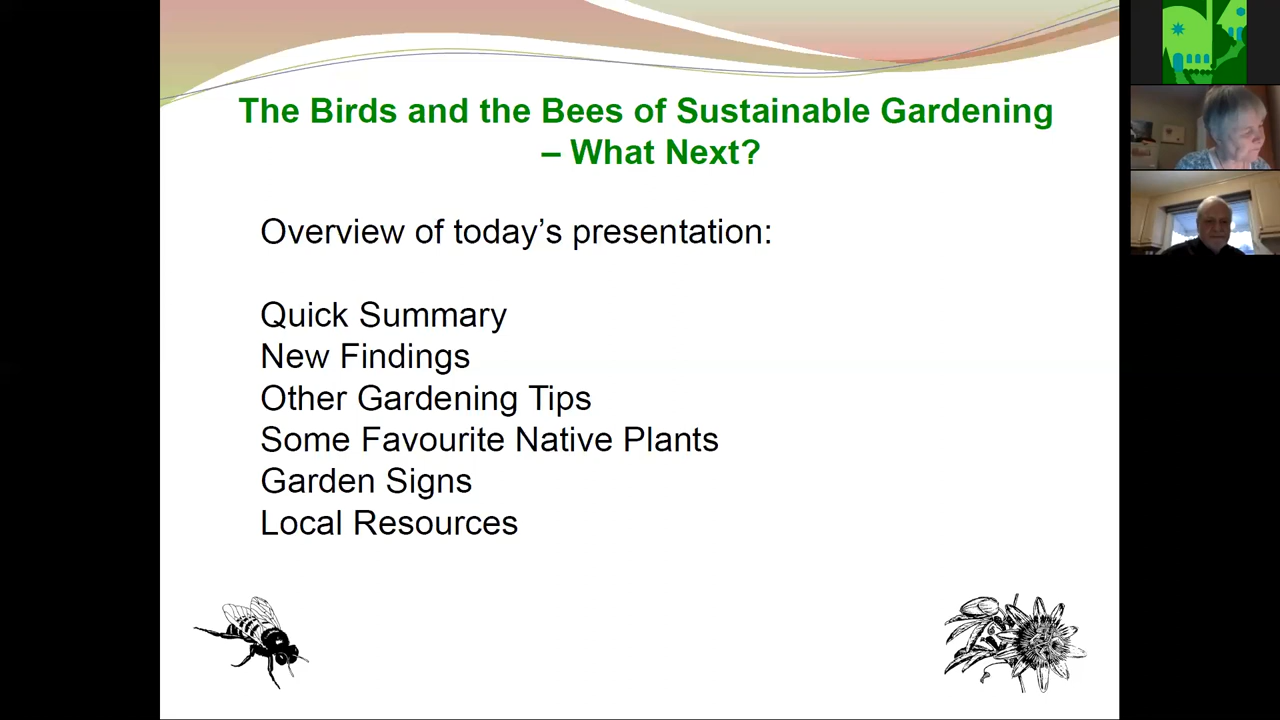 The Birds and the Bees of Sustainable Gardening
– What Next?
Overview of today’s presentation:
Quick Summary
New Findings
Other Gardening Tips
Some Favourite Native Plants
Garden Signs
Local Resources